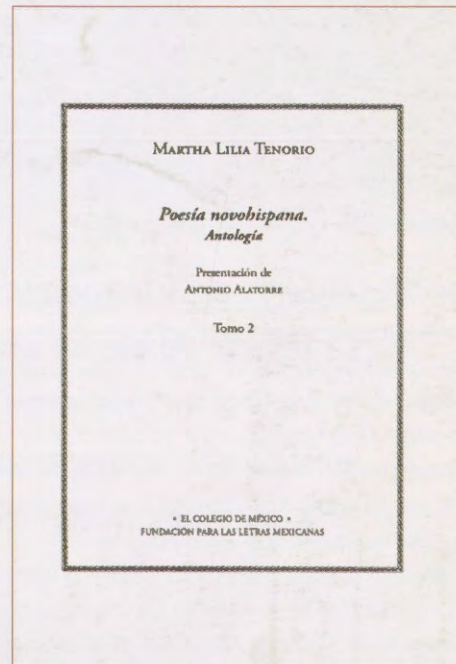 MARTHA LILIA TENORIO
Poesía novohispana.
Antología
Presentación de
ANTONIO ALATORRE
Tomo 2
• EL COLEGIO DE MÉXICO •
FUNDACIÓN PARA LAS LETRAS MEXICANAS